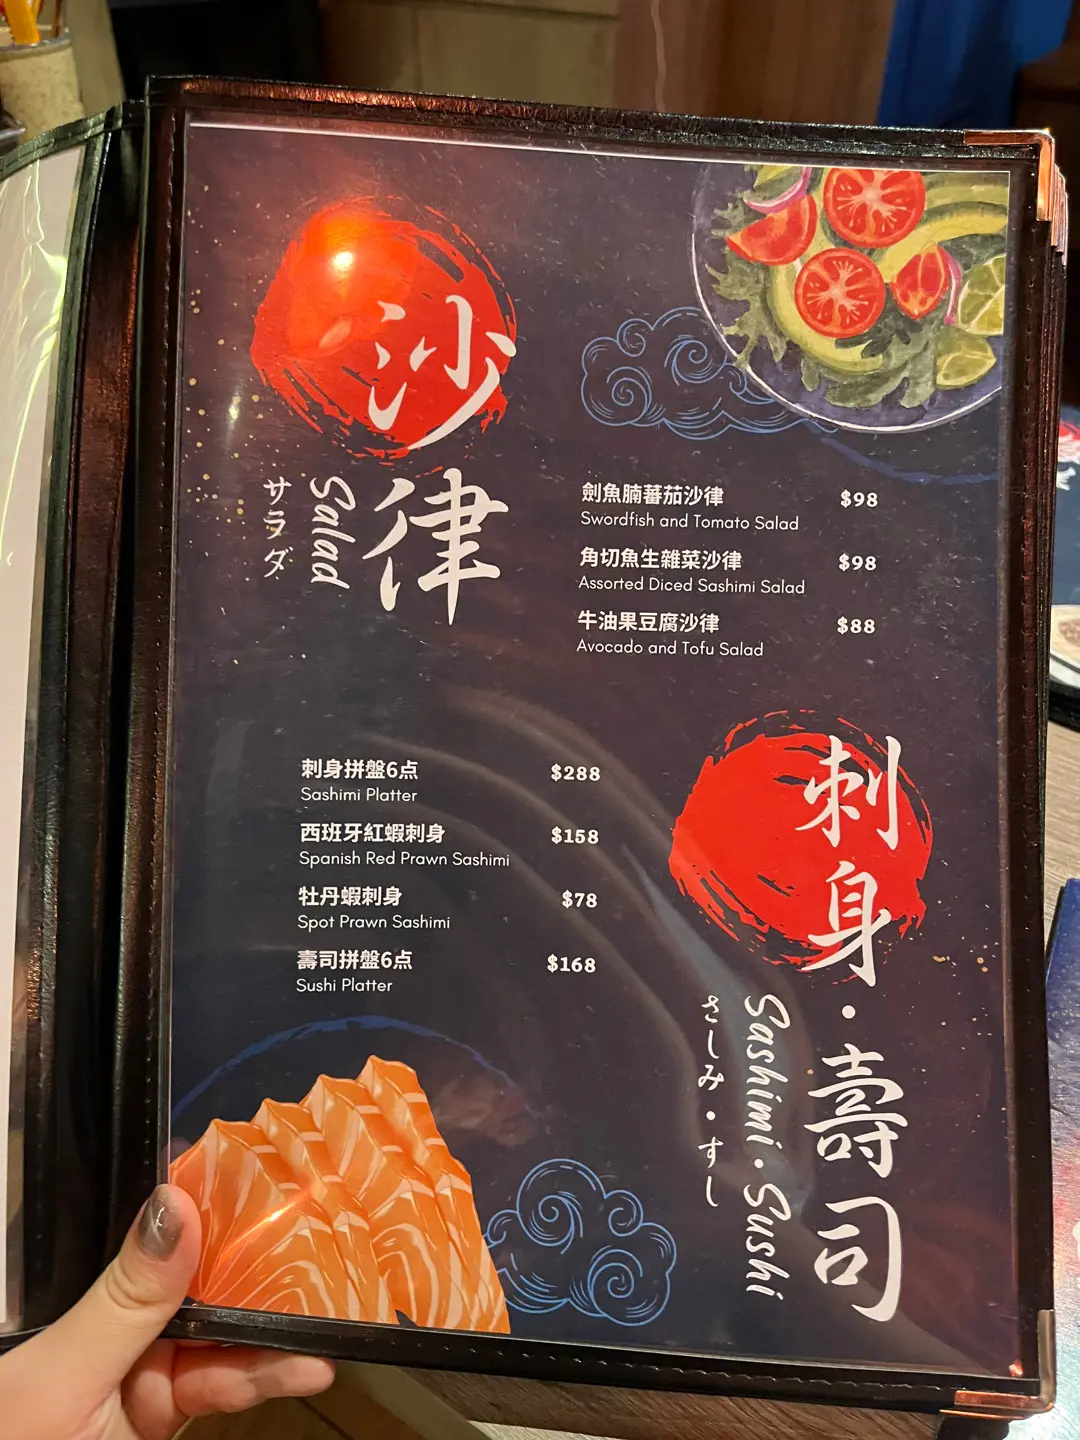 沙律
Salad
サラダ
劍魚腩蕃茄沙律 $98
Swordfish and Tomato Salad
角切魚生雜菜沙律 $98
Assorted Diced Sashimi Salad
牛油果豆腐沙律 $88
Avocado and Tofu Salad
刺身・壽司
Sashimi・Sushi
さしみ・すし
刺身拼盤6点 $288
Sashimi Platter
西班牙紅蝦刺身 $158
Spanish Red Prawn Sashimi
牡丹蝦刺身 $78
Spot Prawn Sashimi
壽司拼盤6点 $168
Sushi Platter